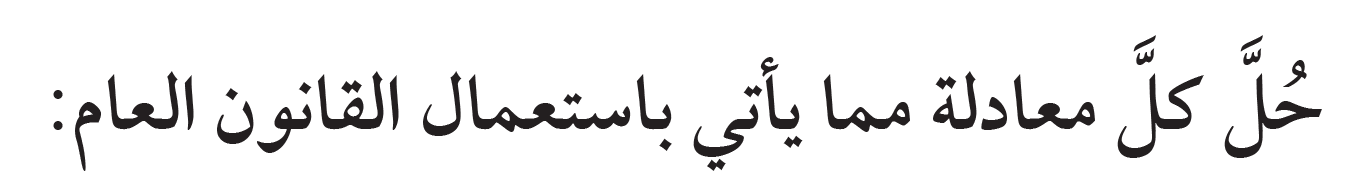 حُلَّ كلَّ معادلة مما يأتي باستعمال القانون العام: